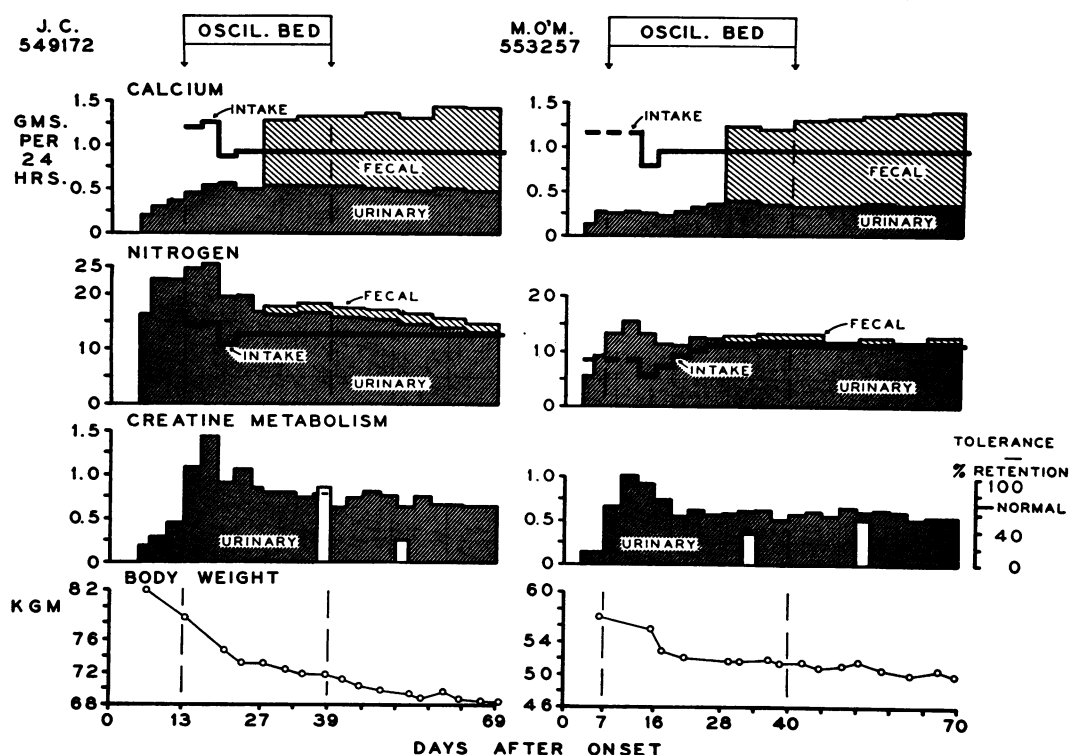 J. C.
549172
OSCIL. BED
M.O'M.
553257
OSCIL. BED
CALCIUM
GMS.
PER
24
HRS.
1.5
1.0
0.5
0
INTAKE
FECAL
URINARY
1.5
1.0
0.5
0
INTAKE
FECAL
URINARY
NITROGEN
25
20
15
10
5
0
FECAL
INTAKE
URINARY
20
15
10
5
0
FECAL
INTAKE
URINARY
CREATINE METABOLISM
1.5
1.0
0.5
0
URINARY
1.0
0.5
0
URINARY
TOLERANCE
% RETENTION
100
NORMAL
40
0
BODY WEIGHT
KGM
82
76
72
68
0 13 27 39 69
60
54
50
46
0 7 16 28 40 70
DAYS AFTER ONSET